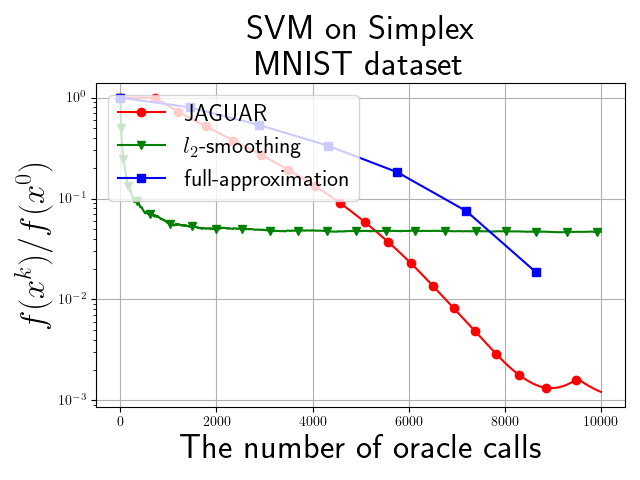 SVM on Simplex
MNIST dataset
JAGUAR
l₂-smoothing
full-approximation
f(x^k)/f(x^0)
10^0
10^{-1}
10^{-2}
10^{-3}
0 2000 4000 6000 8000 10000
The number of oracle calls